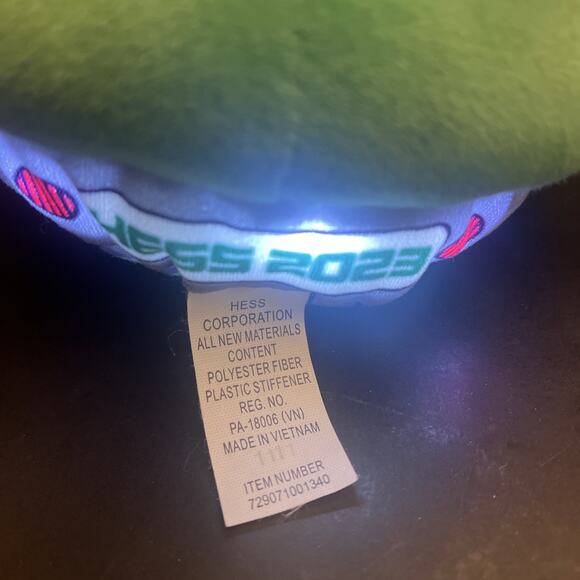 HESS 2023
HESS
CORPORATION
ALL NEW MATERIALS
CONTENT
POLYESTER FIBER
PLASTIC STIFFENER
REG. NO.
PA-18006 (VN)
MADE IN VIETNAM
1111
ITEM NUMBER
729071001340